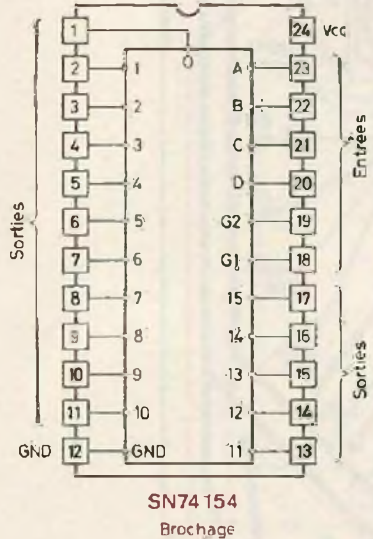 1 24 Vcc
0
2 1 A 23
3 2 B 22
4 3 C 21
5 4 D 20
6 5 G2 19
7 6 G1 18
8 7 15 17
9 8 14 16
10 9 13 15
11 10 12 14
GND 12 GND 11 13
Sorties
Entrées
Sorties
SN74154
Brochage